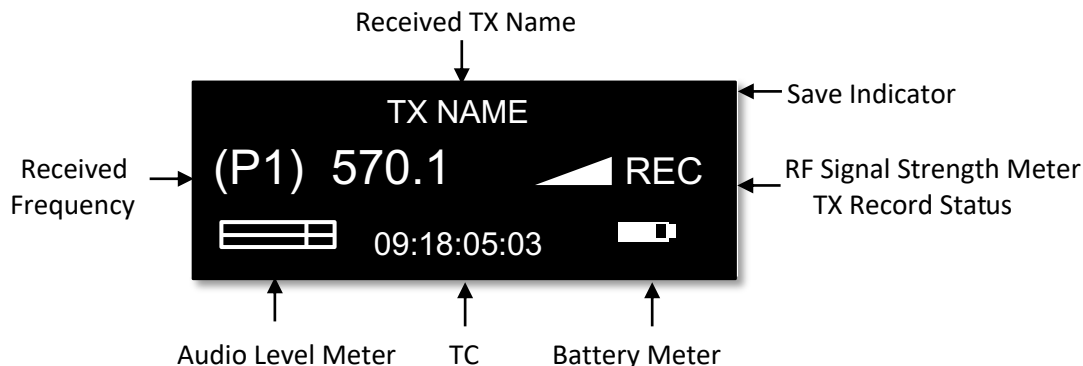 Received TX Name
TX NAME
Save Indicator
(P1) 570.1
REC
Received
Frequency
RF Signal Strength Meter
TX Record Status
09:18:05:03
Audio Level Meter
TC
Battery Meter